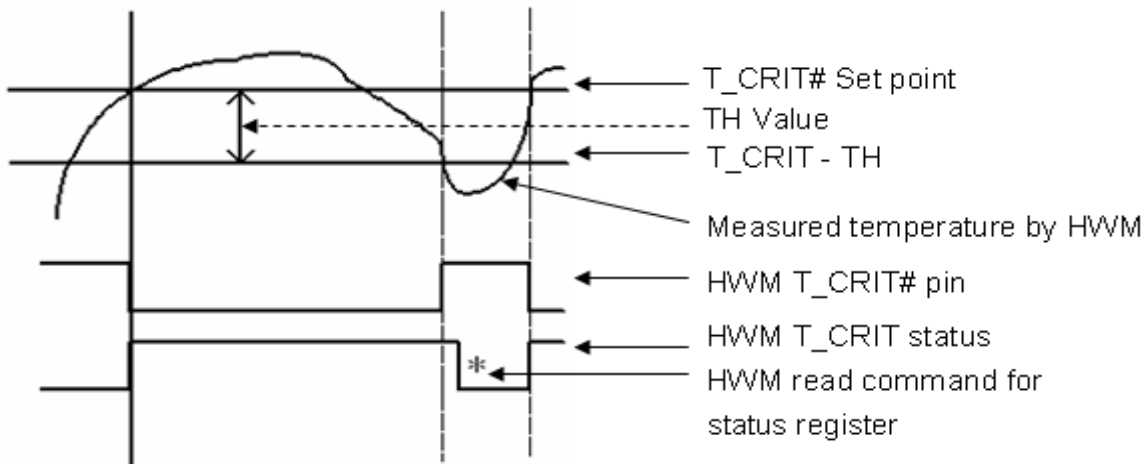 T_CRIT# Set point
TH Value
T_CRIT - TH
Measured temperature by HWM
HWM T_CRIT# pin
HWM T_CRIT status
*
HWM read command for
status register